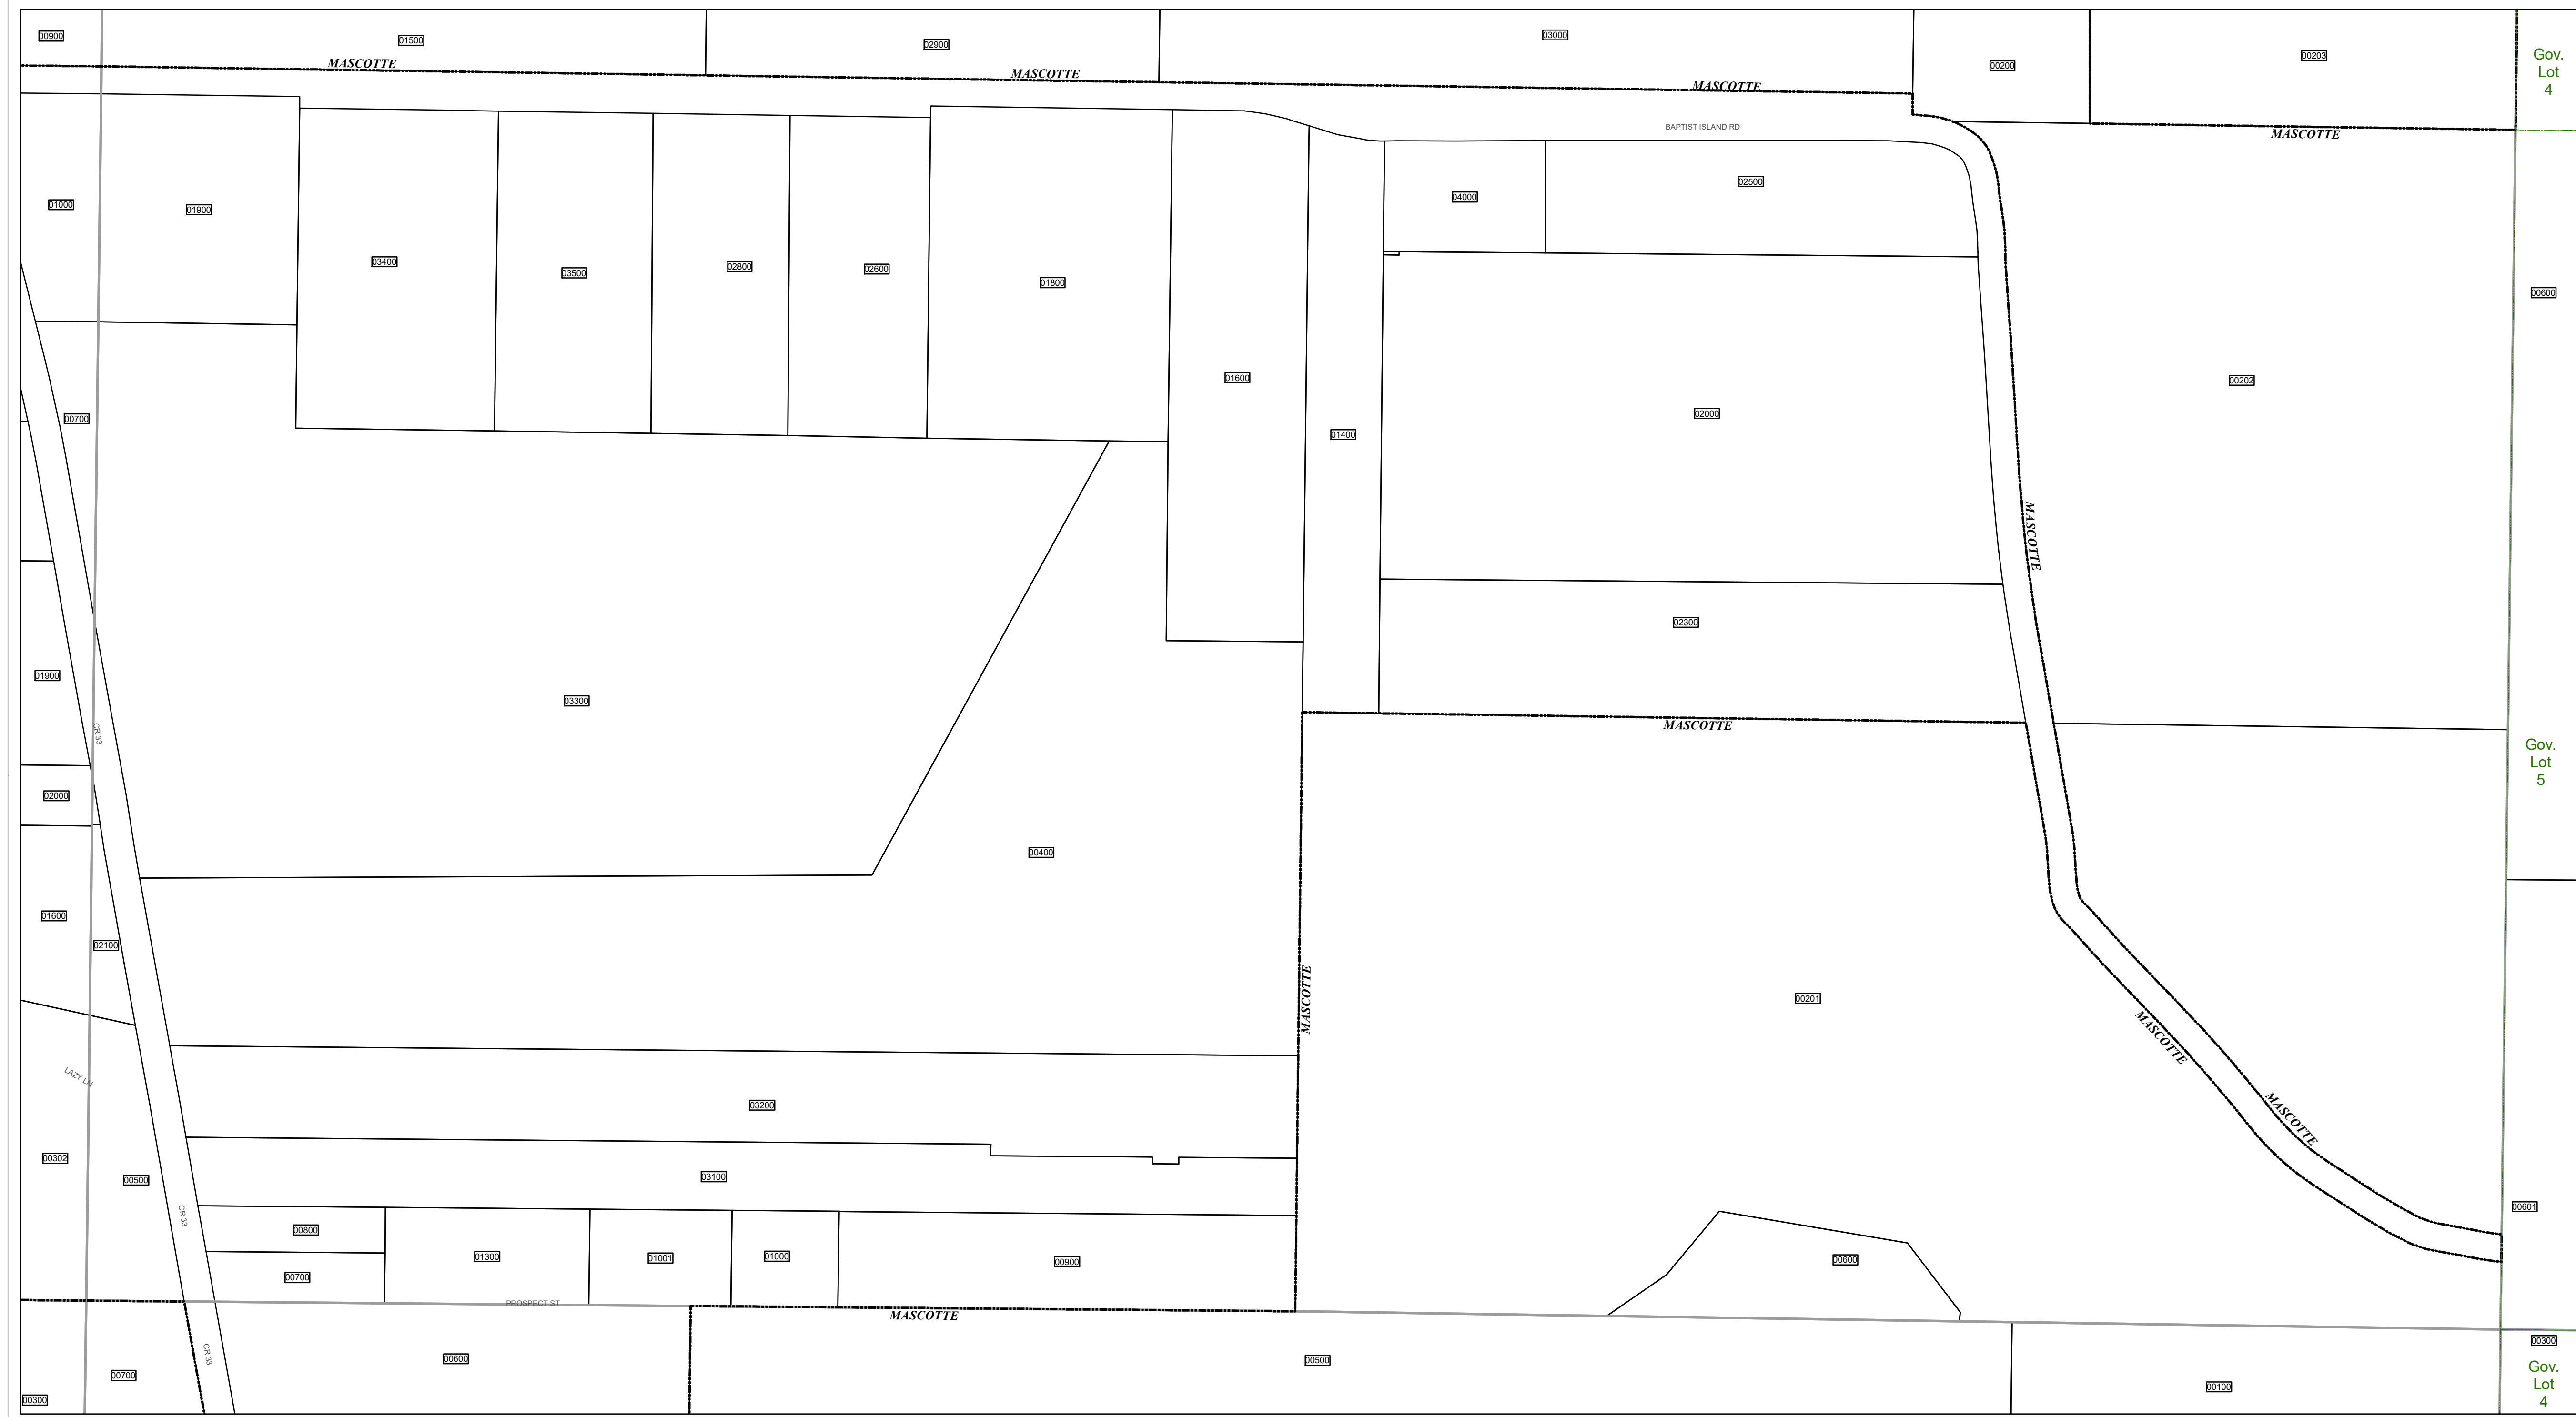 00900
01500
02900
03000
00200
00203
Gov.
Lot
4
MASCOTTE
MASCOTTE
MASCOTTE
BAPTIST ISLAND RD
MASCOTTE
01000
01900
03400
03500
02800
02600
01800
01600
01400
04000
02500
02000
00202
00600
00700
MASCOTTE
02300
01900
03300
CR 33
MASCOTTE
Gov.
Lot
5
02000
00400
01600
02100
MASCOTTE
00201
MASCOTTE
LAZY LN
03200
MASCOTTE
00302
00500
03100
00601
CR 33
00800
01300
01001
01000
00900
00600
00700
PROSPECT ST
MASCOTTE
CR 33
00600
00500
00300
00700
00100
Gov.
Lot
4
00300